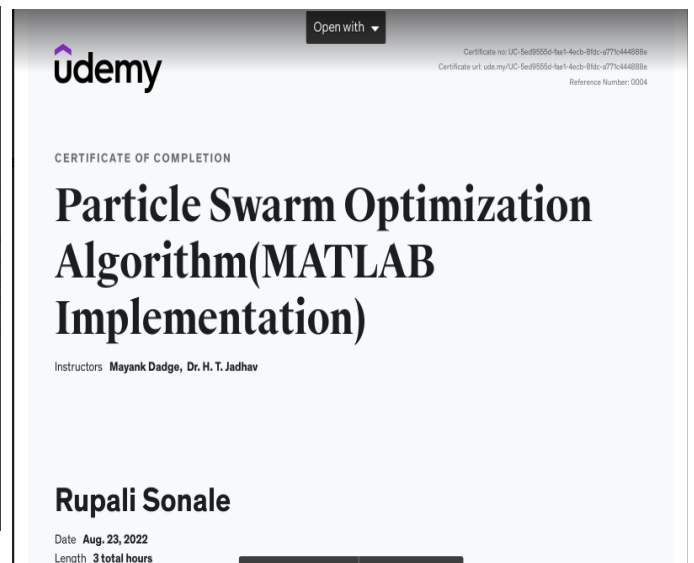 Open with
udemy
Certificate no: UC-5ed9555d-fae1-4ecb-8fdc-a771c444888e
Certificate url: ude.my/UC-5ed9555d-fae1-4ecb-8fdc-a771c444888e
Reference Number: 0004
CERTIFICATE OF COMPLETION
Particle Swarm Optimization
Algorithm(MATLAB
Implementation)
Instructors Mayank Dadge, Dr. H. T. Jadhav
Rupali Sonale
Date Aug. 23, 2022
Length 3 total hours